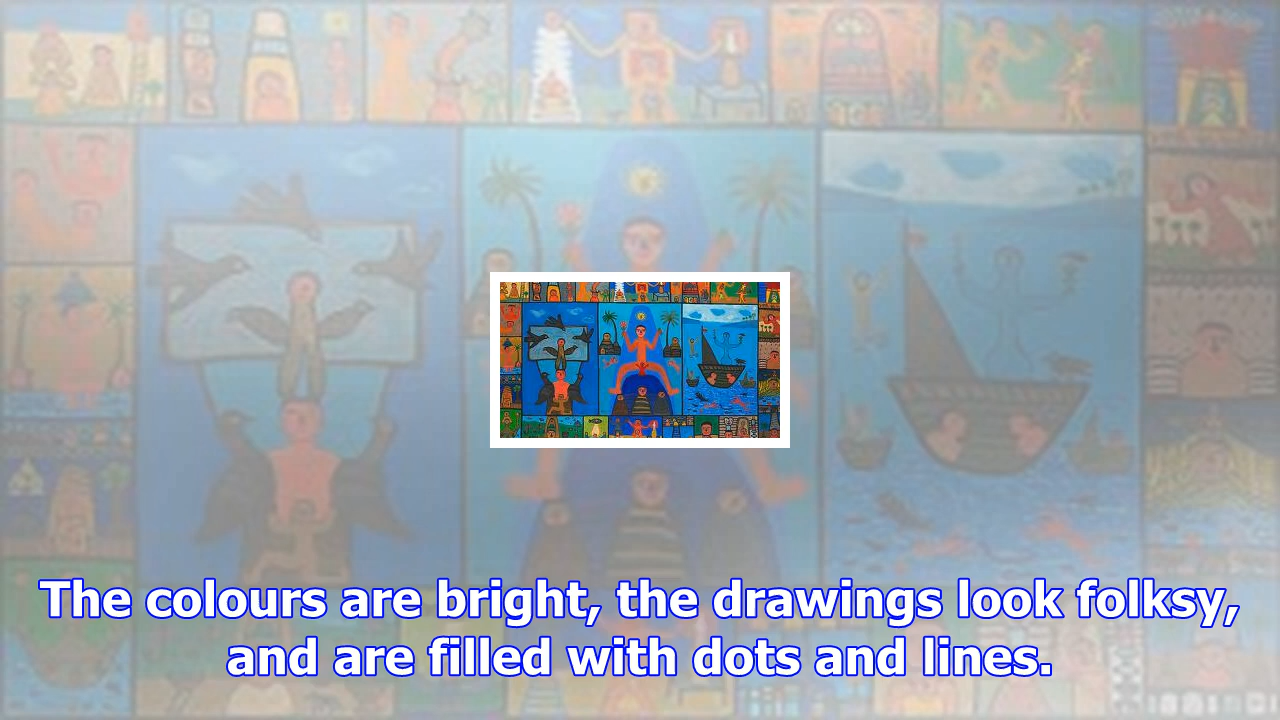 The colours are bright, the drawings look folksy,
and are filled with dots and lines.